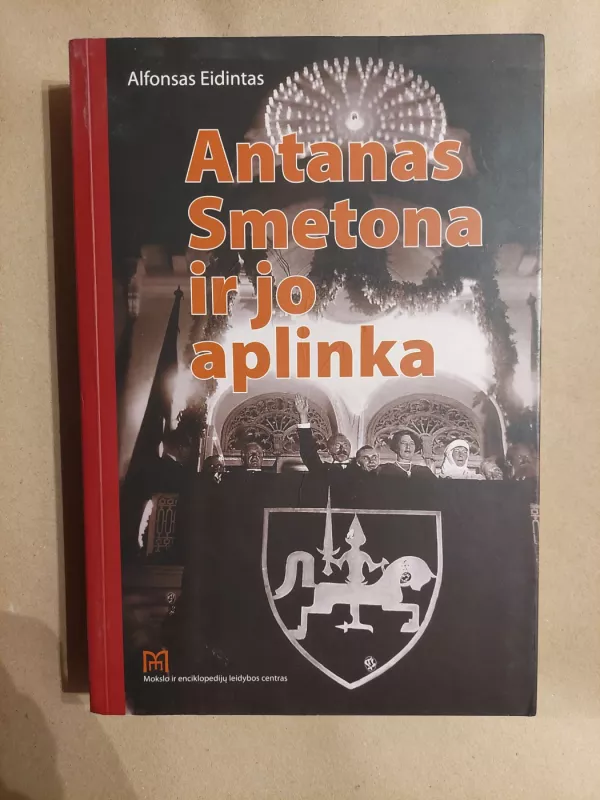 Alfonsas Eidintas
Antanas
Smetona
ir jo
aplinka
Mokslo ir enciklopedijų leidybos centras